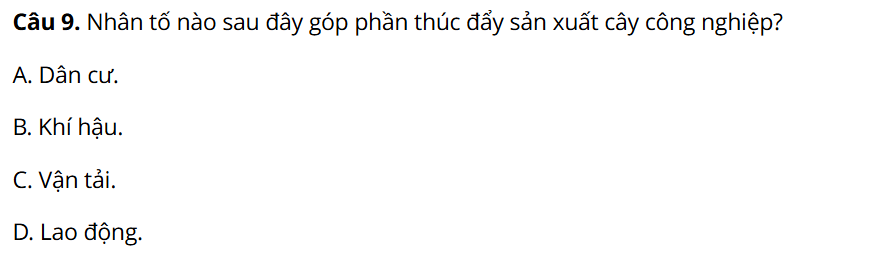 Câu 9. Nhân tố nào sau đây góp phần thúc đẩy sản xuất cây công nghiệp?
A. Dân cư.
B. Khí hậu.
C. Vận tải.
D. Lao động.